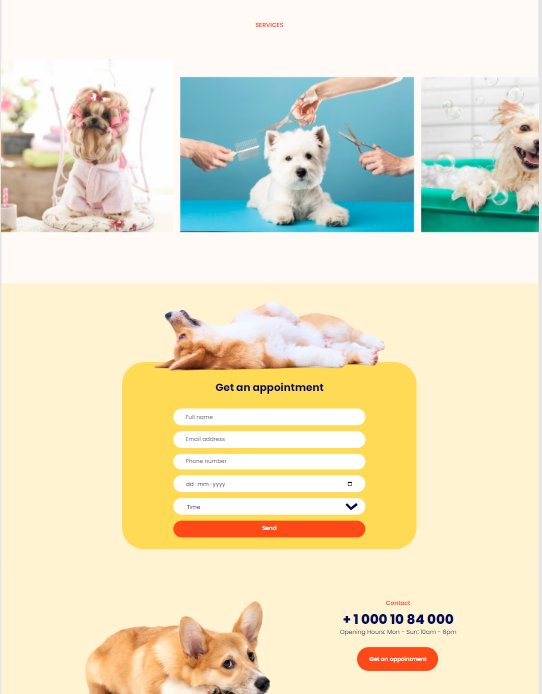 SERVICES
Get an appointment
Full name
Email address
Phone number
dd-mm-yyyy
Time
Send
Contact
+ 1 000 10 84 000
Opening Hours: Mon - Sun: 10am - 6pm
Get an appointment